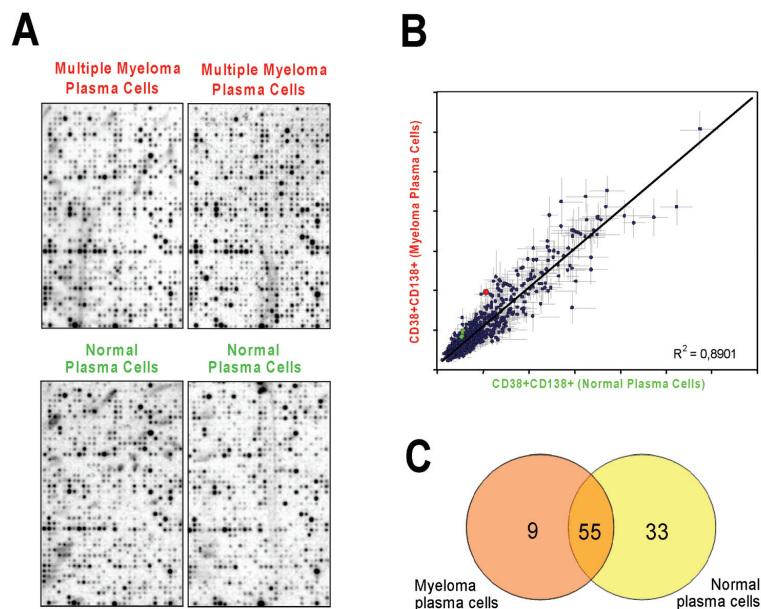 A
Multiple Myeloma
Plasma Cells
Multiple Myeloma
Plasma Cells
Normal
Plasma Cells
Normal
Plasma Cells
B
CD38+CD138+ (Myeloma Plasma Cells)
R² = 0,8901
CD38+CD138+ (Normal Plasma Cells)
C
9
55
33
Myeloma
plasma cells
Normal
plasma cells